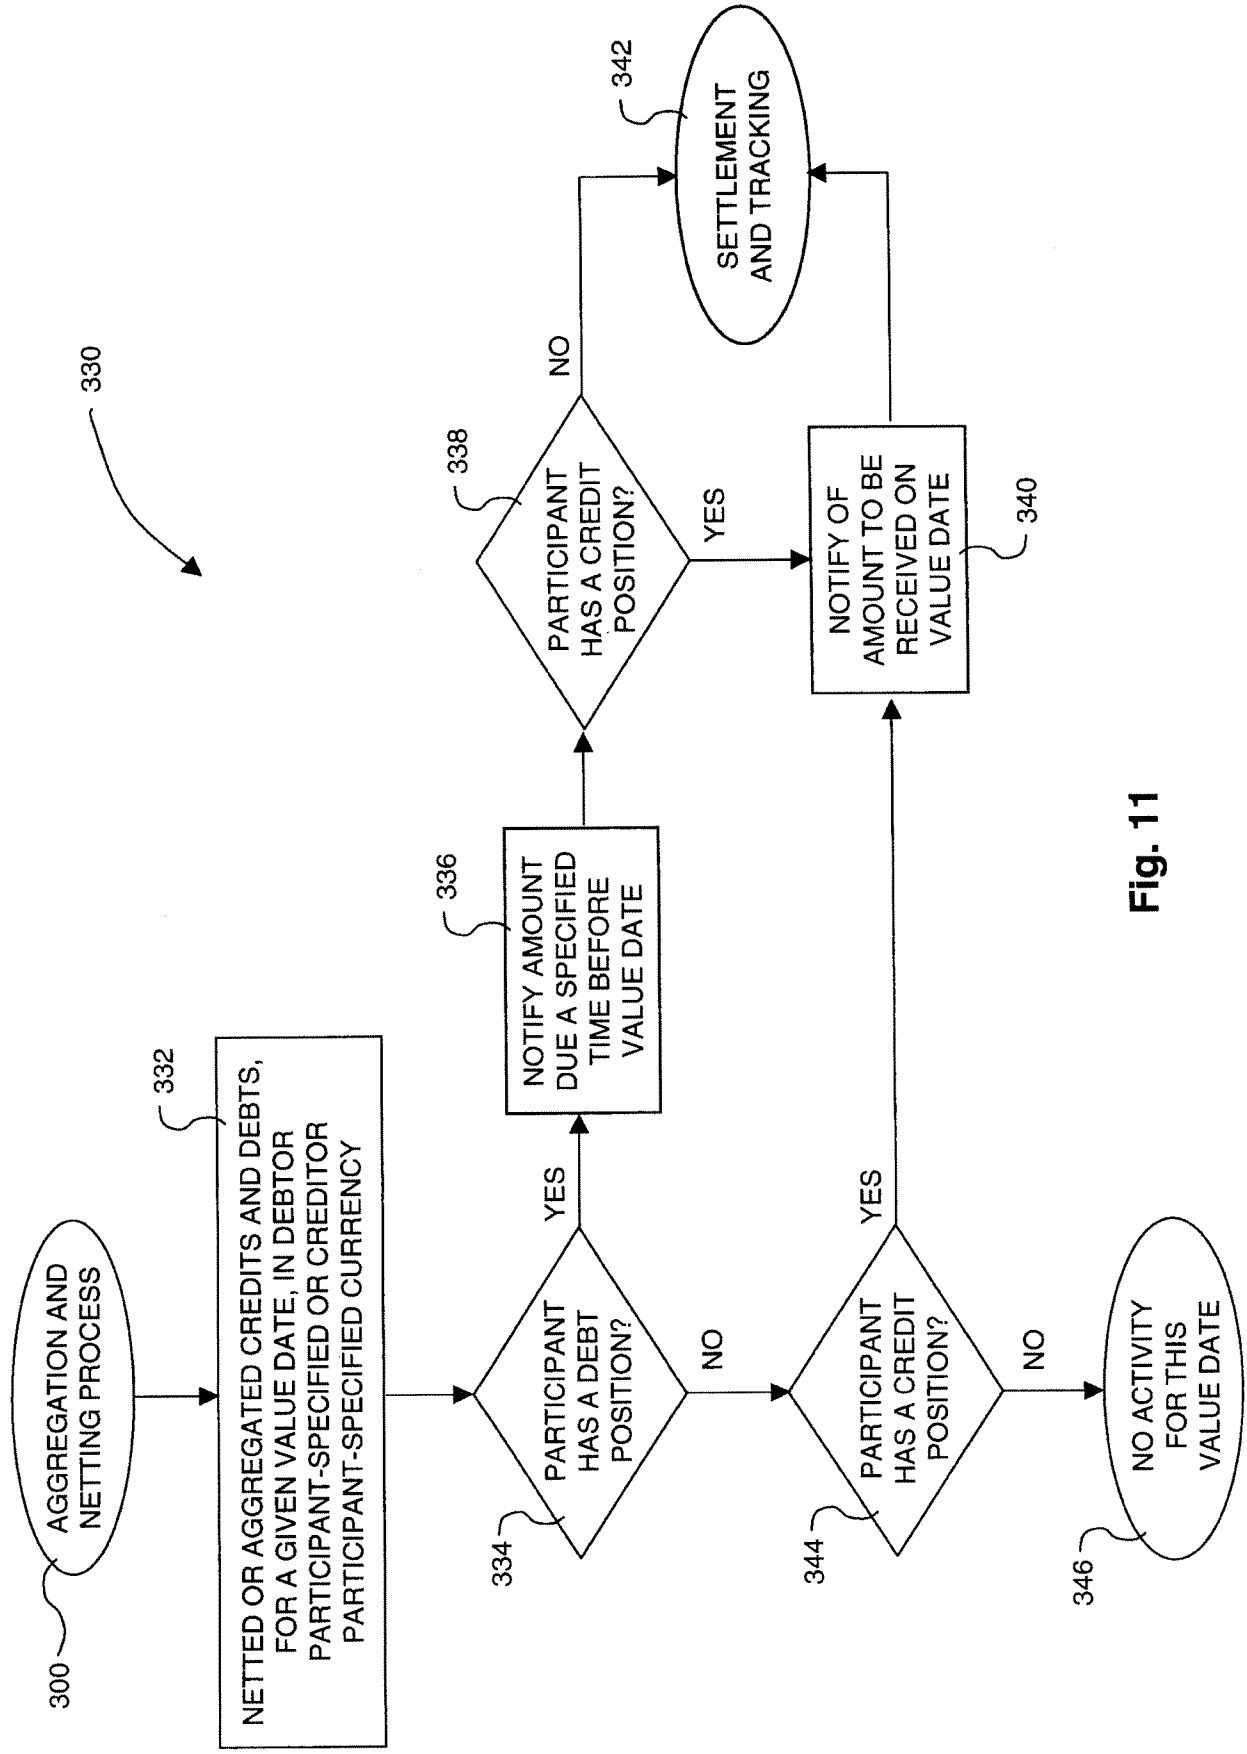 330
300
AGGREGATION AND
NETTING PROCESS
332
NETTED OR AGGREGATED CREDITS AND DEBTS,
FOR A GIVEN VALUE DATE, IN DEBTOR
PARTICIPANT-SPECIFIED OR CREDITOR
PARTICIPANT-SPECIFIED CURRENCY
334
PARTICIPANT
HAS A DEBT
POSITION?
YES
NO
336
NOTIFY AMOUNT
DUE A SPECIFIED
TIME BEFORE
VALUE DATE
338
PARTICIPANT
HAS A CREDIT
POSITION?
NO
YES
342
SETTLEMENT
AND TRACKING
344
PARTICIPANT
HAS A CREDIT
POSITION?
YES
NO
NOTIFY OF
AMOUNT TO BE
RECEIVED ON
VALUE DATE
340
346
NO ACTIVITY
FOR THIS
VALUE DATE
Fig. 11